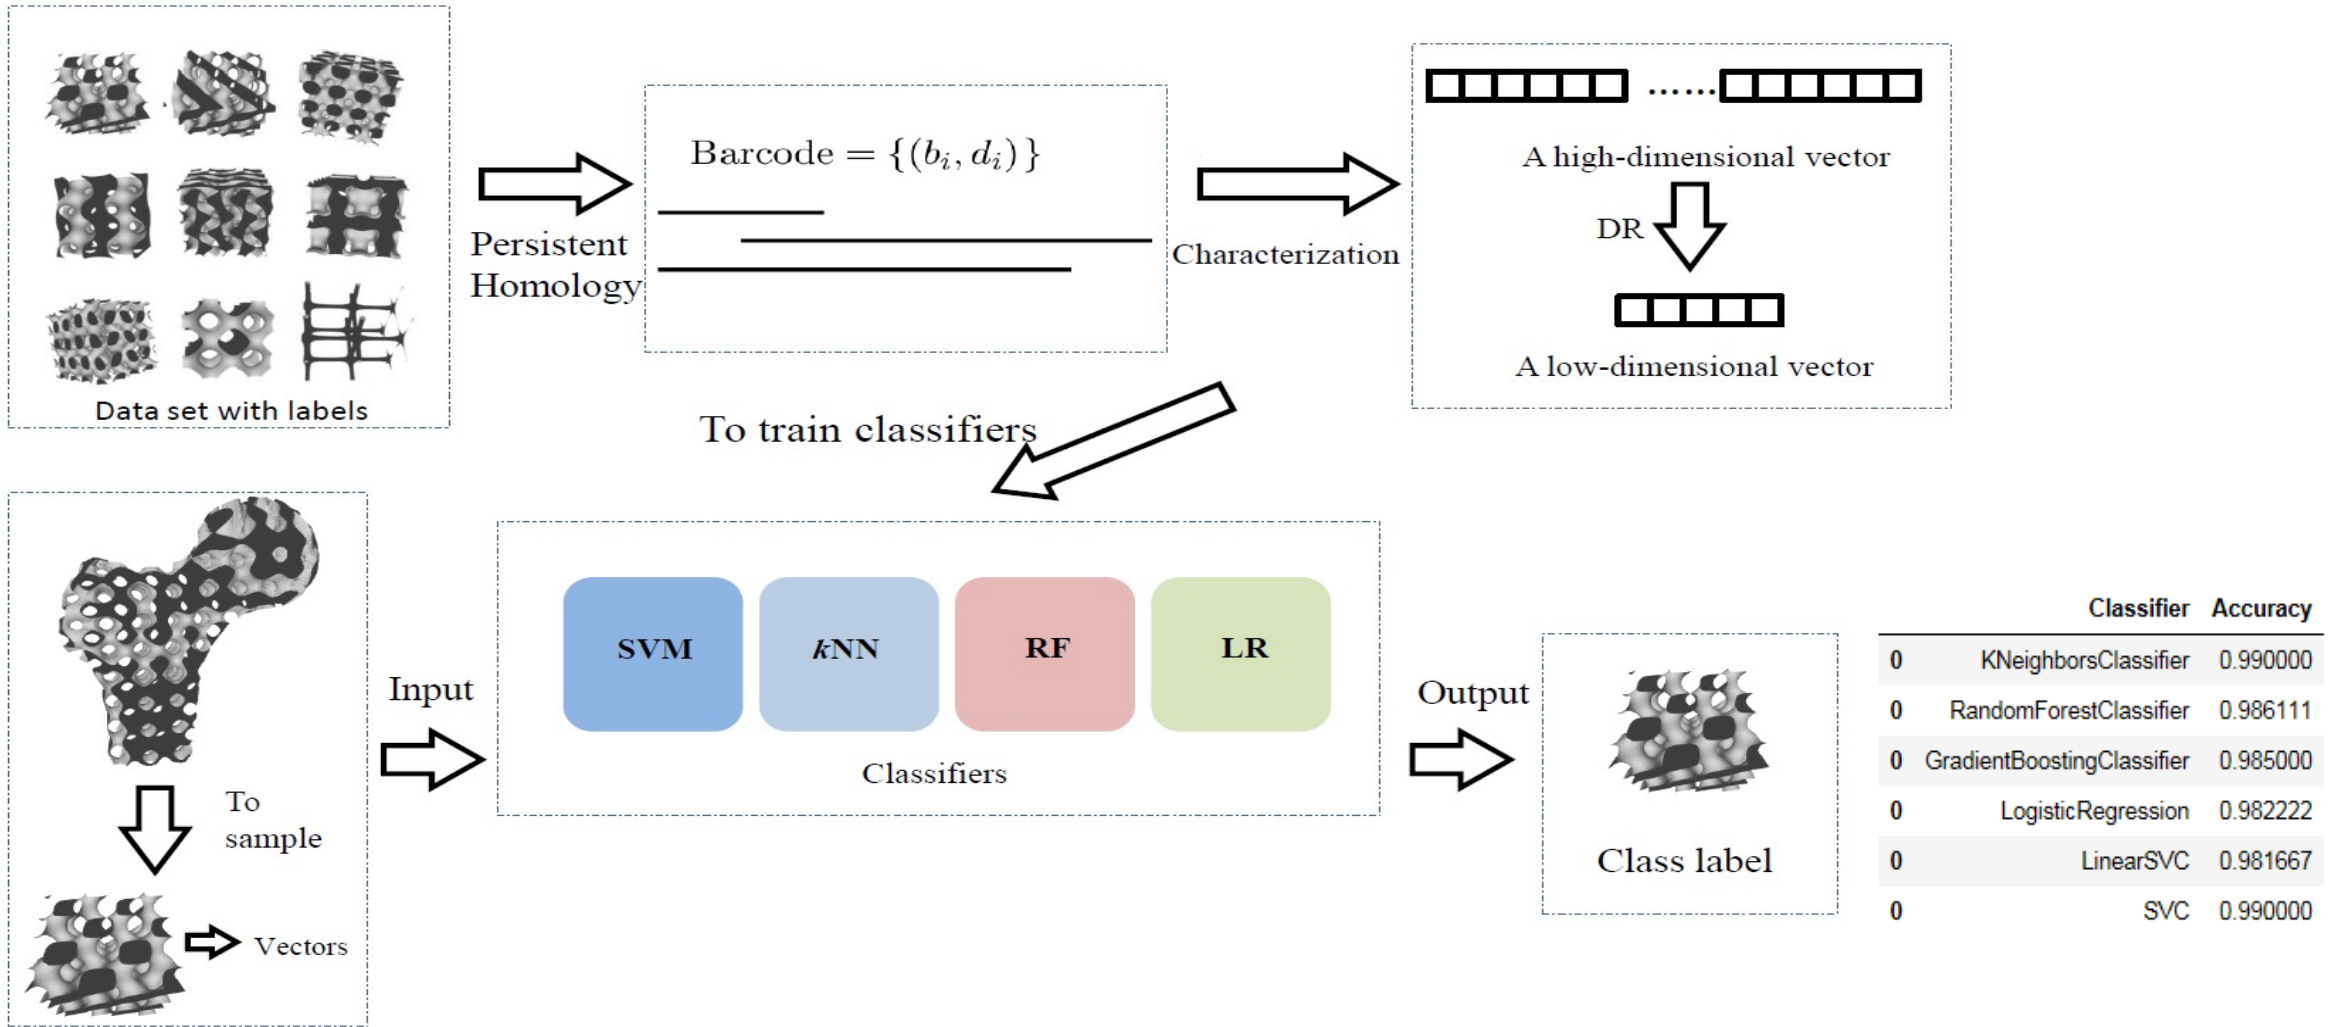 Data set with labels
Persistent
Homology
Barcode = {(b_i, d_i)}
Characterization
......
A high-dimensional vector
DR
A low-dimensional vector
To train classifiers
To
sample
Vectors
Input
SVM
kNN
RF
LR
Classifiers
Output
Class label
Classifier Accuracy
0 KNeighborsClassifier 0.990000
0 RandomForestClassifier 0.986111
0 GradientBoostingClassifier 0.985000
0 LogisticRegression 0.982222
0 LinearSVC 0.981667
0 SVC 0.990000